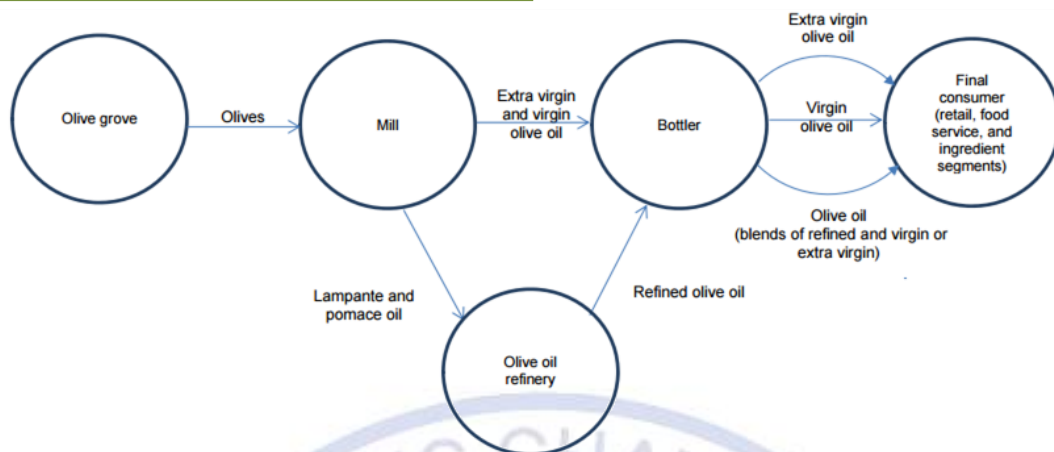 Extra virgin
olive oil
Olive grove
Olives
Mill
Extra virgin
and virgin
olive oil
Bottler
Virgin
olive oil
Final
consumer
(retail, food
service, and
ingredient
segments)
Olive oil
(blends of refined and virgin or
extra virgin)
Lampante and
pomace oil
Refined olive oil
Olive oil
refinery